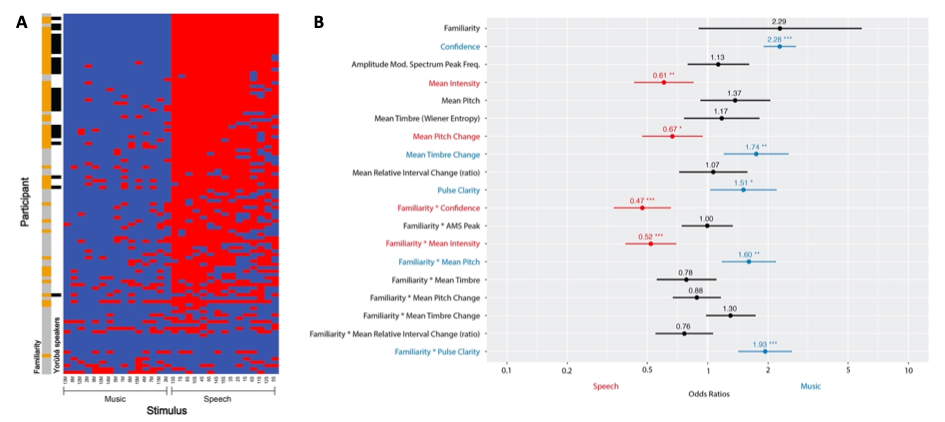 A
Participant
Familiarity
Yorùbá speakers
Music
Speech
Stimulus
B
Familiarity
2.29
Confidence
2.28 ***
Amplitude Mod. Spectrum Peak Freq.
1.13
Mean Intensity
0.61 **
Mean Pitch
1.37
Mean Timbre (Wiener Entropy)
1.17
Mean Pitch Change
0.67 *
Mean Timbre Change
1.74 **
Mean Relative Interval Change (ratio)
1.07
Pulse Clarity
1.51 *
Familiarity * Confidence
0.47 ***
Familiarity * AMS Peak
1.00
Familiarity * Mean Intensity
0.52 ***
Familiarity * Mean Pitch
1.60 **
Familiarity * Mean Timbre
0.78
Familiarity * Mean Pitch Change
0.88
Familiarity * Mean Timbre Change
1.30
Familiarity * Mean Relative Interval Change (ratio)
0.76
Familiarity * Pulse Clarity
1.93 ***
0.1 0.2 0.5 1 2 5 10
Speech Music
Odds Ratios